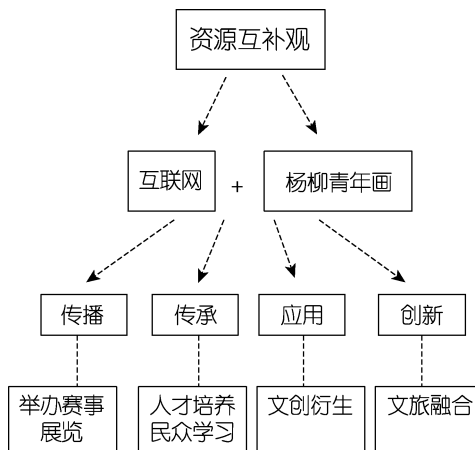 资源互补观
互联网
+
杨柳青年画
传播
传承
应用
创新
举办赛事
展览
人才培养
民众学习
文创衍生
文旅融合